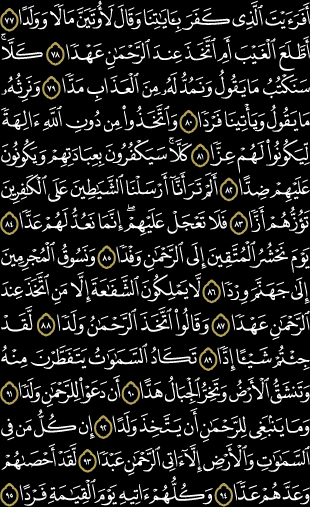 أَفَرَءَيْتَ ٱلَّذِى كَفَرَ بِـَٔايَـٰتِنَا وَقَالَ لَأُوتَيَنَّ مَالًا وَوَلَدًا ٧٧
أَطَّلَعَ ٱلْغَيْبَ أَمِ ٱتَّخَذَ عِندَ ٱلرَّحْمَـٰنِ عَهْدًا ٧٨ كَلَّا ۚ
سَنَكْتُبُ مَا يَقُولُ وَنَمُدُّ لَهُۥ مِنَ ٱلْعَذَابِ مَدًّا ٧٩ وَنَرِثُهُۥ
مَا يَقُولُ وَيَأْتِينَا فَرْدًا ٨٠ وَٱتَّخَذُوا۟ مِن دُونِ ٱللَّهِ ءَالِهَةً
لِّيَكُونُوا۟ لَهُمْ عِزًّا ٨١ كَلَّا ۚ سَيَكْفُرُونَ بِعِبَادَتِهِمْ وَيَكُونُونَ
عَلَيْهِمْ ضِدًّا ٨٢ أَلَمْ تَرَ أَنَّآ أَرْسَلْنَا ٱلشَّيَـٰطِينَ عَلَى ٱلْكَـٰفِرِينَ
تَؤُزُّهُمْ أَزًّا ٨٣ فَلَا تَعْجَلْ عَلَيْهِمْ ۖ إِنَّمَا نَعُدُّ لَهُمْ عَدًّا ٨٤
يَوْمَ نَحْشُرُ ٱلْمُتَّقِينَ إِلَى ٱلرَّحْمَـٰنِ وَفْدًا ٨٥ وَنَسُوقُ ٱلْمُجْرِمِينَ
إِلَىٰ جَهَنَّمَ وِرْدًا ٨٦ لَّا يَمْلِكُونَ ٱلشَّفَـٰعَةَ إِلَّا مَنِ ٱتَّخَذَ عِندَ
ٱلرَّحْمَـٰنِ عَهْدًا ٨٧ وَقَالُوا۟ ٱتَّخَذَ ٱلرَّحْمَـٰنُ وَلَدًا ٨٨ لَّقَدْ
جِئْتُمْ شَيْـًٔا إِدًّا ٨٩ تَكَادُ ٱلسَّمَـٰوَٰتُ يَتَفَطَّرْنَ مِنْهُ
وَتَنشَقُّ ٱلْأَرْضُ وَتَخِرُّ ٱلْجِبَالُ هَدًّا ٩٠ أَن دَعَوْا۟ لِلرَّحْمَـٰنِ وَلَدًا ٩١
وَمَا يَنۢبَغِى لِلرَّحْمَـٰنِ أَن يَتَّخِذَ وَلَدًا ٩٢ إِن كُلُّ مَن فِى
ٱلسَّمَـٰوَٰتِ وَٱلْأَرْضِ إِلَّآ ءَاتِى ٱلرَّحْمَـٰنِ عَبْدًا ٩٣ لَّقَدْ أَحْصَىٰهُمْ
وَعَدَّهُمْ عَدًّا ٩٤ وَكُلُّهُمْ ءَاتِيهِ يَوْمَ ٱلْقِيَـٰمَةِ فَرْدًا ٩٥